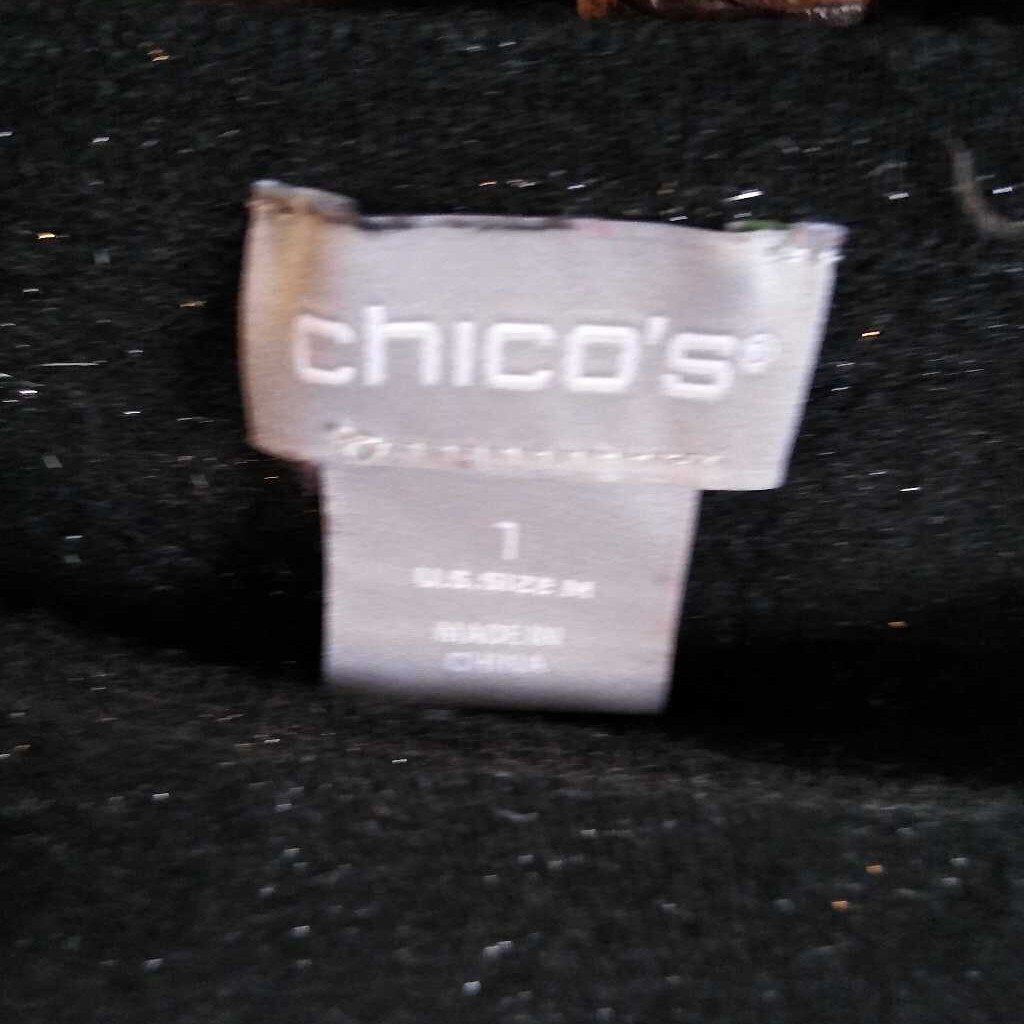 chico's®
1
U.S. SIZE M
MADE IN
CHINA